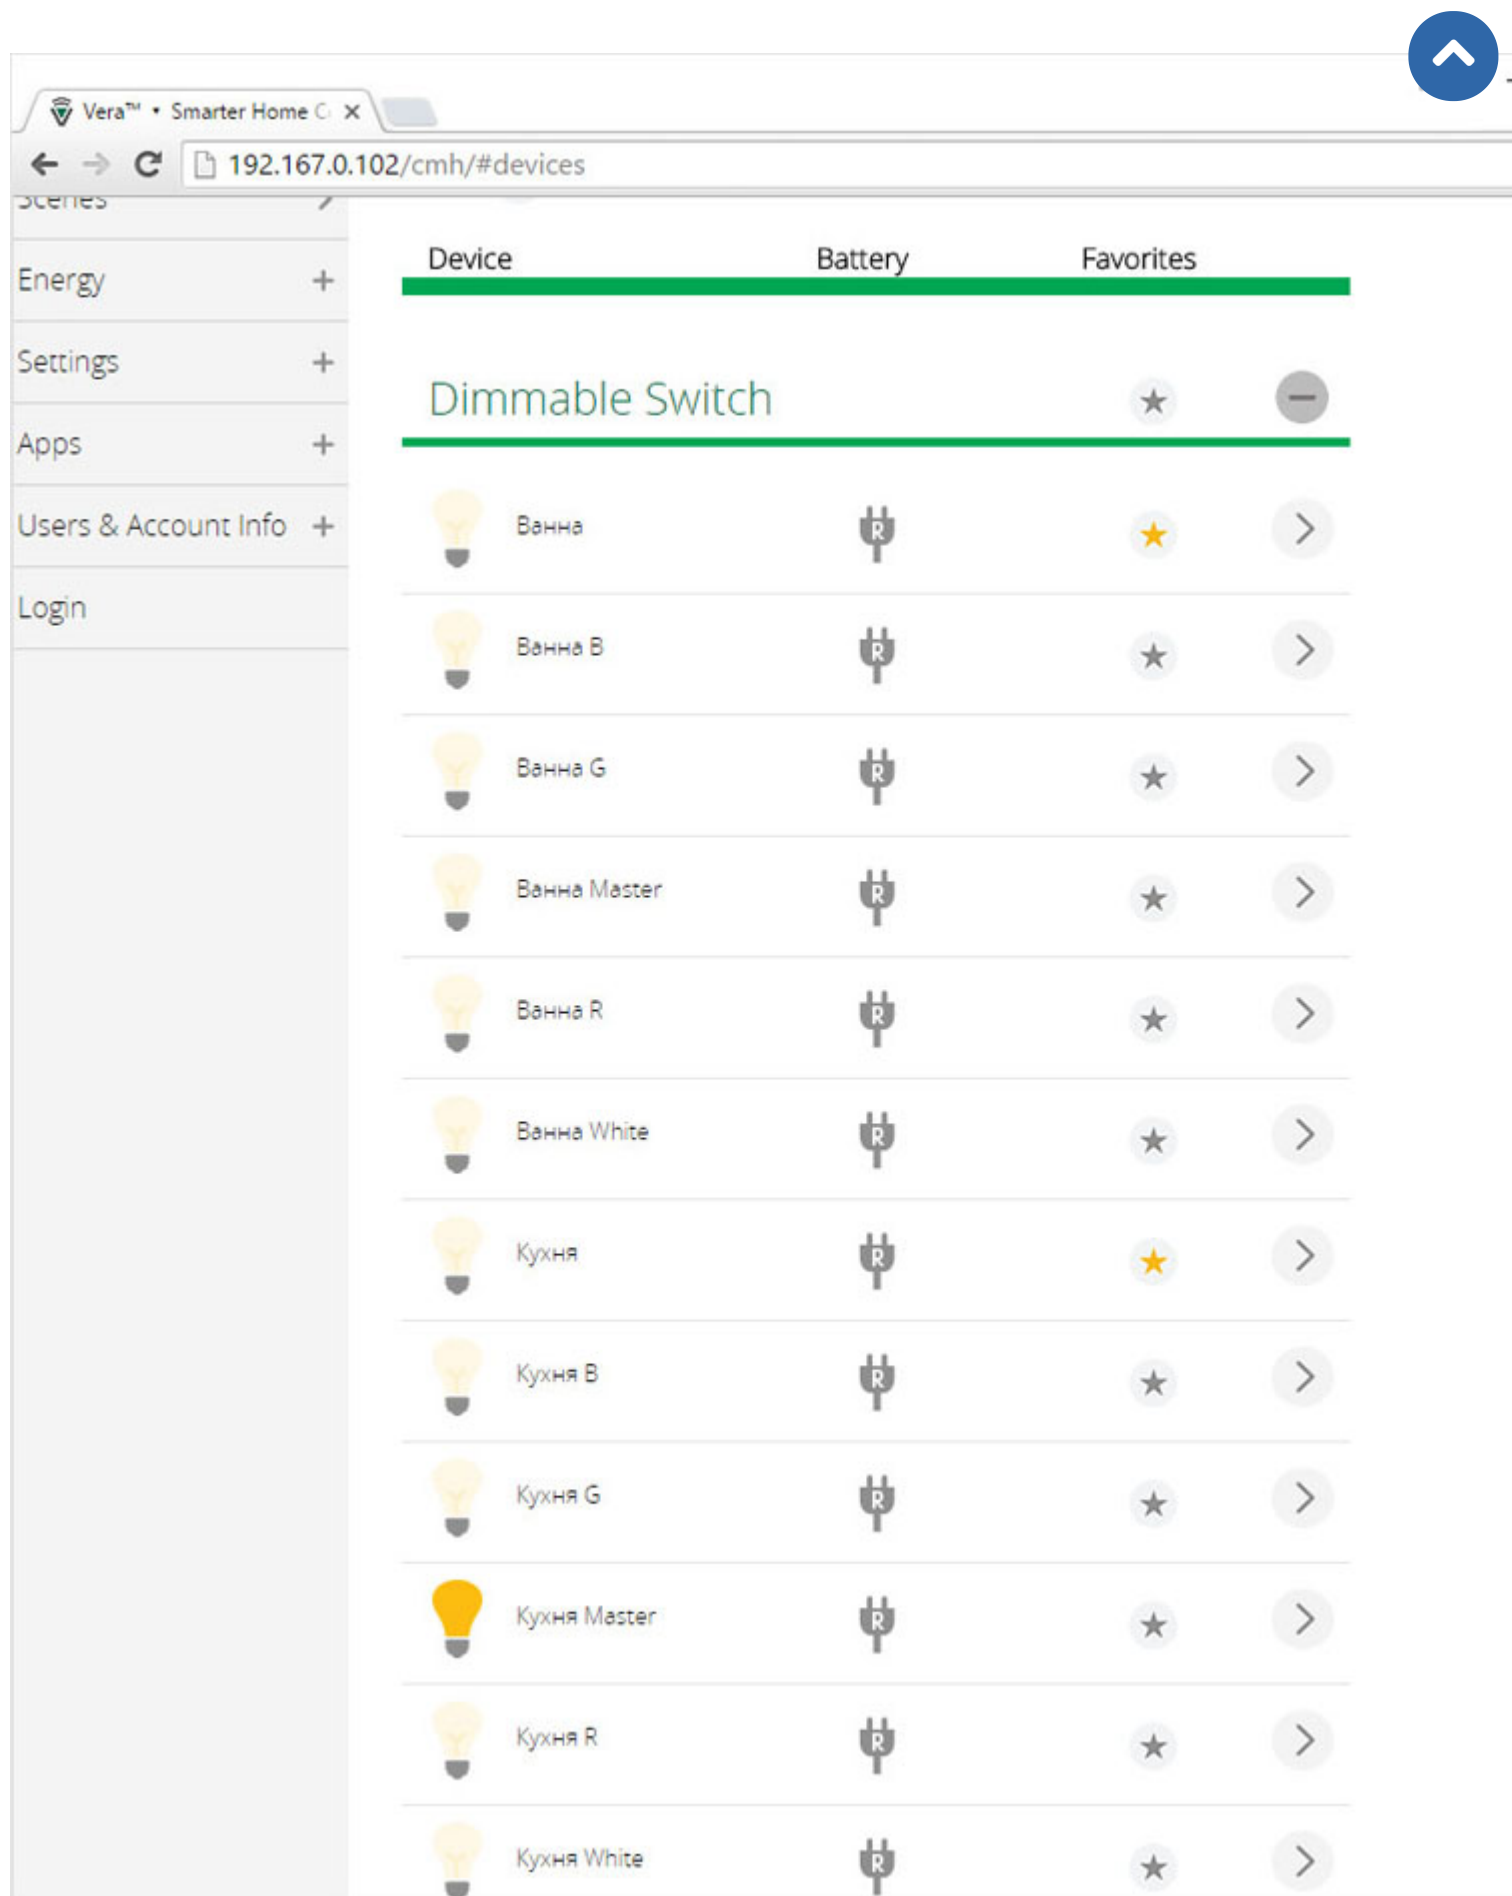 Vera™ • Smarter Home C
192.167.0.102/cmh/#devices
Scenes
Energy
Settings
Apps
Users & Account Info
Login
Device Battery Favorites
Dimmable Switch
Ванна R
Ванна B R
Ванна G R
Ванна Master R
Ванна R R
Ванна White R
Кухня R
Кухня B R
Кухня G R
Кухня Master R
Кухня R R
Кухня White R